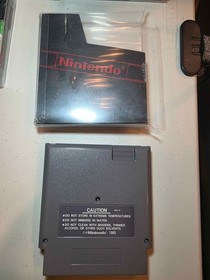 Nintendo®
CAUTION
●DO NOT STORE IN EXTREME TEMPERATURES.
●DO NOT IMMERSE IN WATER.
●DO NOT CLEAN WITH BENZENE, THINNER,
ALCOHOL OR OTHER SUCH SOLVENTS.
©Nintendo 1985